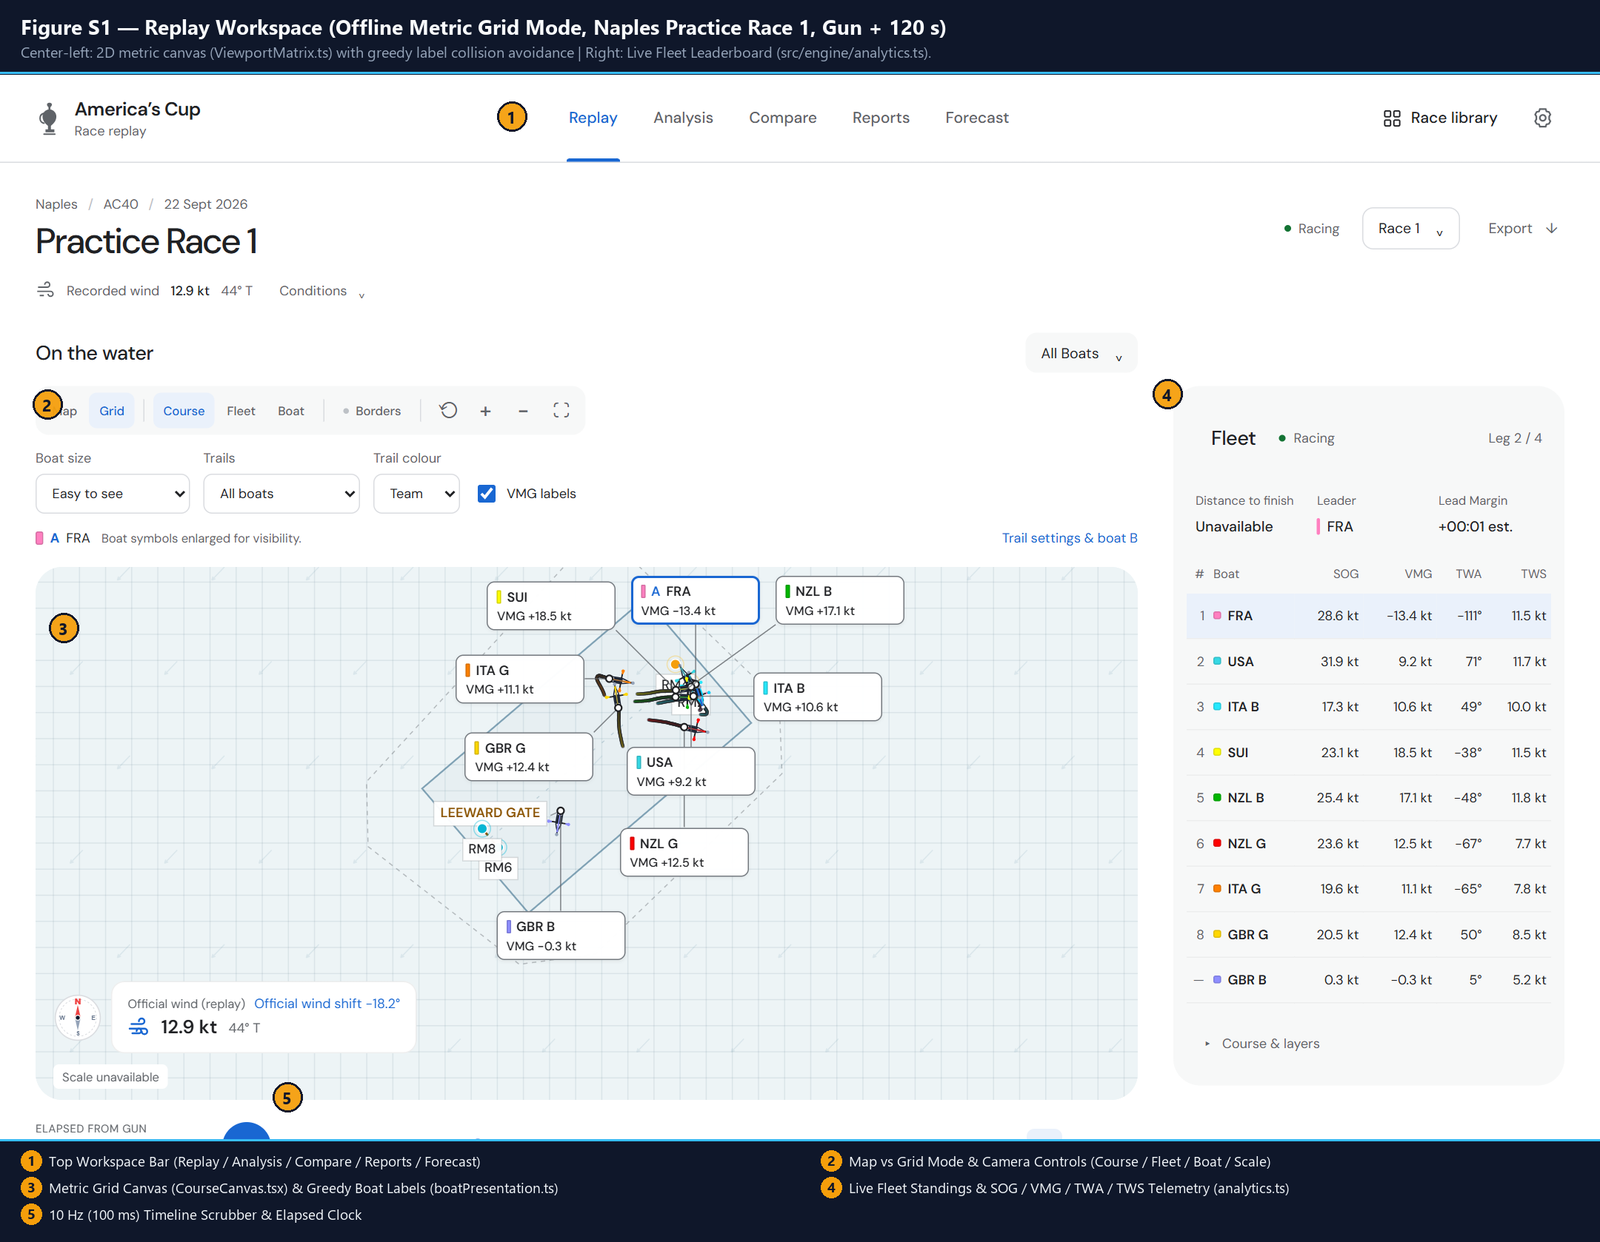 Figure S1 — Replay Workspace (Offline Metric Grid Mode, Naples Practice Race 1, Gun + 120 s)
Center-left: 2D metric canvas (ViewportMatrix.ts) with greedy label collision avoidance | Right: Live Fleet Leaderboard (src/engine/analytics.ts).
America's Cup
Race replay
1 Replay Analysis Compare Reports Forecast
Race library
Naples / AC40 / 22 Sept 2026
Practice Race 1
Racing Race 1 Export
Recorded wind 12.9 kt 44° T Conditions
On the water
All Boats
2 ap Grid Course Fleet Boat Borders
Boat size Trails Trail colour
Easy to see All boats Team VMG labels
A FRA Boat symbols enlarged for visibility.
Trail settings & boat B
3
SUI
VMG +18.5 kt
A FRA
VMG −13.4 kt
NZL B
VMG +17.1 kt
ITA G
VMG +11.1 kt
ITA B
VMG +10.6 kt
GBR G
VMG +12.4 kt
USA
VMG +9.2 kt
LEEWARD GATE
RM8
RM6
NZL G
VMG +12.5 kt
GBR B
VMG −0.3 kt
N
W E
S
Official wind (replay) Official wind shift −18.2°
12.9 kt 44° T
Scale unavailable
4
Fleet Racing Leg 2 / 4
Distance to finish Leader Lead Margin
Unavailable FRA +00:01 est.
# Boat SOG VMG TWA TWS
1 FRA 28.6 kt −13.4 kt −111° 11.5 kt
2 USA 31.9 kt 9.2 kt 71° 11.7 kt
3 ITA B 17.3 kt 10.6 kt 49° 10.0 kt
4 SUI 23.1 kt 18.5 kt −38° 11.5 kt
5 NZL B 25.4 kt 17.1 kt −48° 11.8 kt
6 NZL G 23.6 kt 12.5 kt −67° 7.7 kt
7 ITA G 19.6 kt 11.1 kt −65° 7.8 kt
8 GBR G 20.5 kt 12.4 kt 50° 8.5 kt
— GBR B 0.3 kt −0.3 kt 5° 5.2 kt
Course & layers
5
ELAPSED FROM GUN
1 Top Workspace Bar (Replay / Analysis / Compare / Reports / Forecast)
2 Map vs Grid Mode & Camera Controls (Course / Fleet / Boat / Scale)
3 Metric Grid Canvas (CourseCanvas.tsx) & Greedy Boat Labels (boatPresentation.ts)
4 Live Fleet Standings & SOG / VMG / TWA / TWS Telemetry (analytics.ts)
5 10 Hz (100 ms) Timeline Scrubber & Elapsed Clock